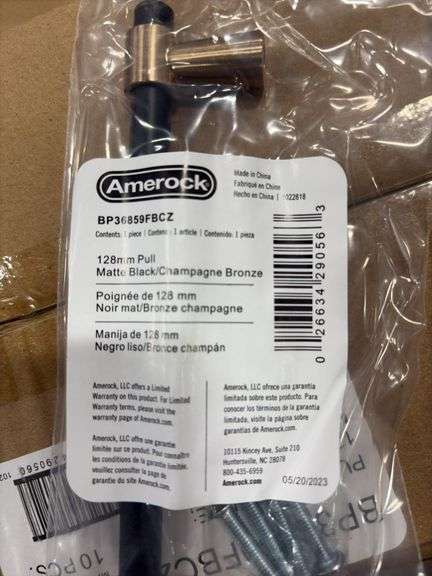 Amerock
Made in China
Fabriqué en Chine
Hecho en China
BP36859FBCZ
Contents: 1 piece | Contenu: 1 article | Contenido: 1 pieza
128mm Pull
Matte Black/Champagne Bronze
Poignée de 128 mm
Noir mat/Bronze champagne
Manija de 128 mm
Negro liso/Bronce champán
0 26634 29056 3
Amerock, LLC offers a Limited
Warranty on this product. For Limited
Warranty terms, please visit the
warranty page of Amerock.com.
Amerock, LLC offre une garantie
limitée sur ce produit. Pour connaître
les conditions de la garantie limitée,
veuillez consulter la page de
garantie du site Amerock.com.
Amerock, LLC ofrece una garantía
limitada sobre este producto. Para
conocer los términos de la garantía
limitada, visite la página sobre
garantías de Amerock.com.
10115 Kincey Ave, Suite 210
Huntersville, NC 28078
800-435-6959
Amerock.com
05/20/2023
290566
10 PCS.
FBCZ
BP3